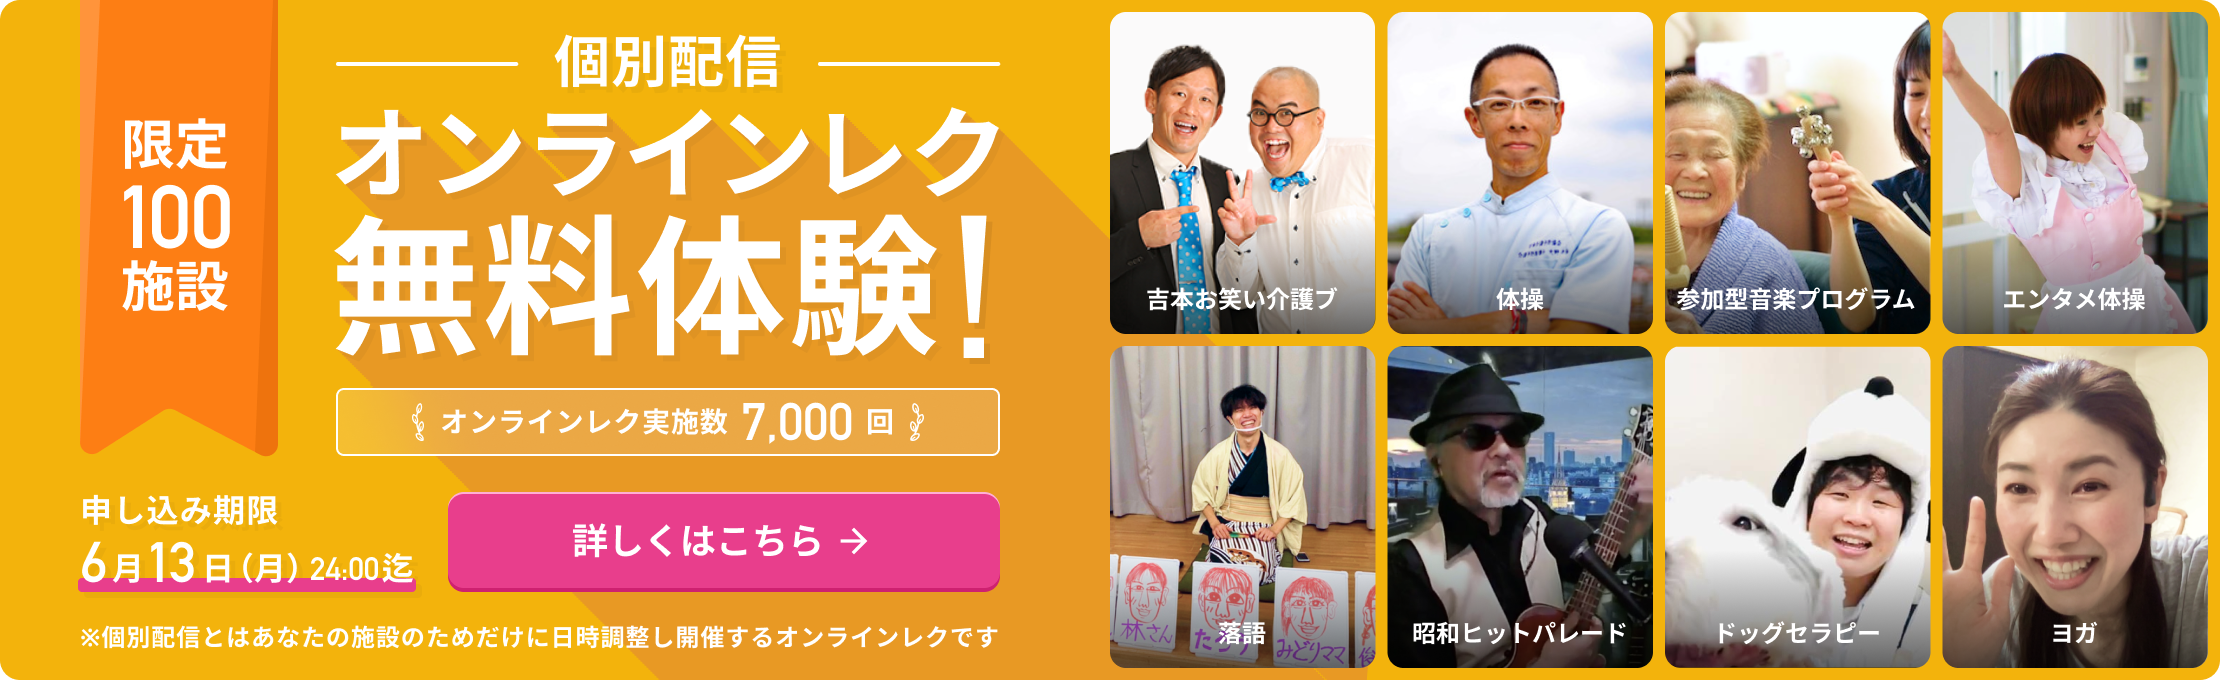 限定
100
施設
個別配信
オンラインレク
無料体験!
オンラインレク実施数 7,000 回
申し込み期限
6月13日(月)24:00迄
詳しくはこちら →
※個別配信とはあなたの施設のためだけに日時調整し開催するオンラインレクです
吉本お笑い介護ブ
体操
参加型音楽プログラム
エンタメ体操
林さん
みどりママ
落語
昭和ヒットパレード
ドッグセラピー
ヨガ